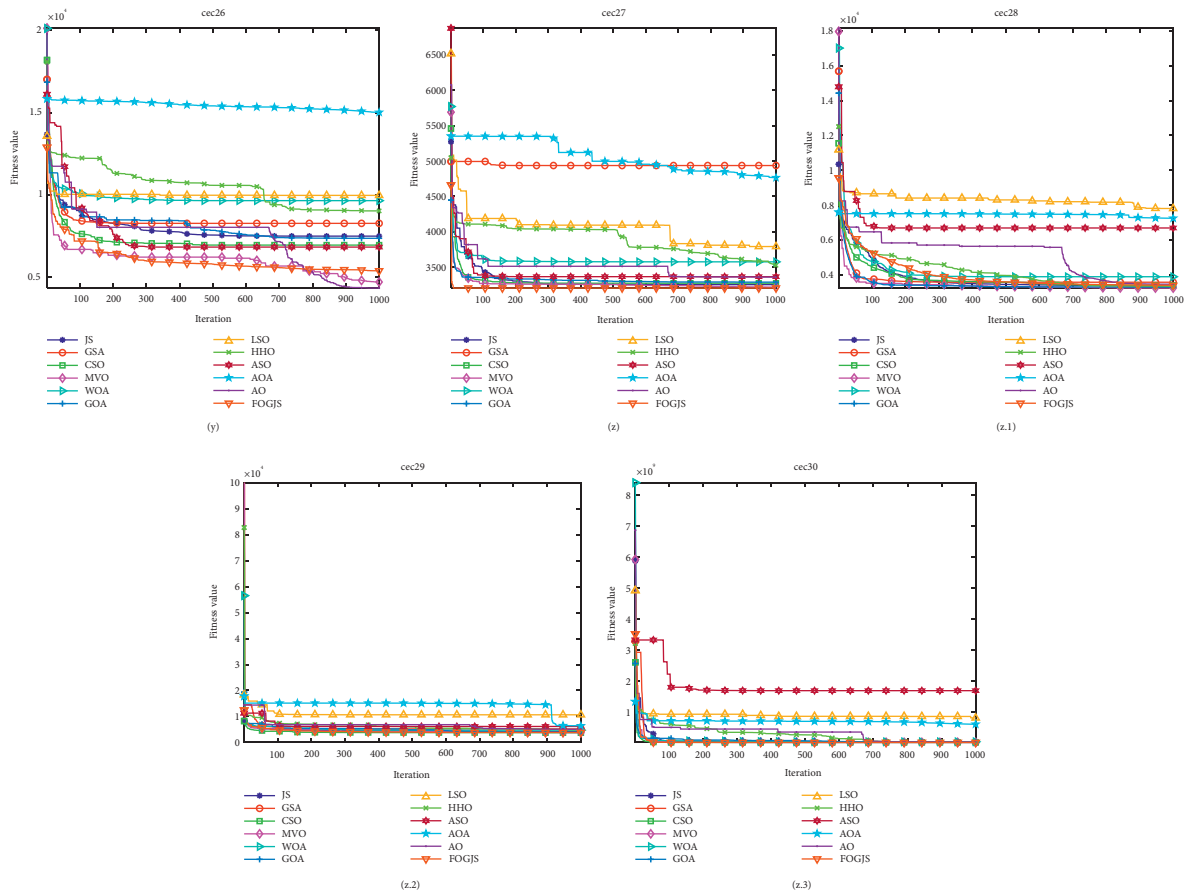 cec26
×10⁴
2
1.5
1
0.5
Fitness value
100 200 300 400 500 600 700 800 900 1000
Iteration
JS
GSA
CSO
MVO
WOA
GOA
LSO
HHO
ASO
AOA
AO
FOGJS
(y)
cec27
6500
6000
5500
5000
4500
4000
3500
Fitness value
100 200 300 400 500 600 700 800 900 1000
Iteration
JS
GSA
CSO
MVO
WOA
GOA
LSO
HHO
ASO
AOA
AO
FOGJS
(z)
cec28
×10⁴
1.8
1.6
1.4
1.2
1
0.8
0.6
0.4
Fitness value
100 200 300 400 500 600 700 800 900 1000
Iteration
JS
GSA
CSO
MVO
WOA
GOA
LSO
HHO
ASO
AOA
AO
FOGJS
(z.1)
cec29
×10⁴
10
9
8
7
6
5
4
3
2
1
0
Fitness value
100 200 300 400 500 600 700 800 900 1000
Iteration
JS
GSA
CSO
MVO
WOA
GOA
LSO
HHO
ASO
AOA
AO
FOGJS
(z.2)
cec30
×10⁹
8
7
6
5
4
3
2
1
0
Fitness value
100 200 300 400 500 600 700 800 900 1000
Iteration
JS
GSA
CSO
MVO
WOA
GOA
LSO
HHO
ASO
AOA
AO
FOGJS
(z.3)